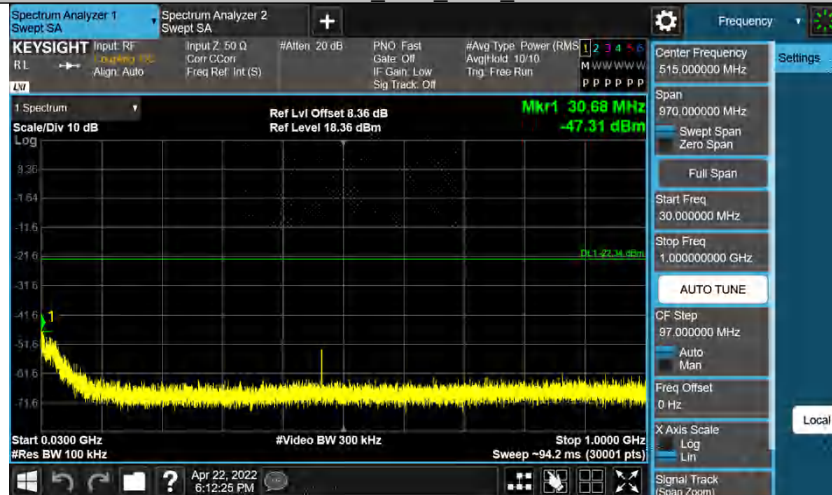 Spectrum Analyzer 1
Swept SA
Spectrum Analyzer 2
Swept SA
+
Frequency
KEYSIGHT
RL
LXI
Input: RF
Align: Auto
Input Z: 50 Ω
Corr CCorr
Freq Ref: Int (S)
#Atten: 20 dB
PNO: Fast
Gate: Off
IF Gain: Low
Sig Track: Off
#Avg Type: Power (RMS
Avg|Hold: 10/10
Trig: Free Run
1 2 3 4 5 6
M W W W W W
P P P P P P
1 Spectrum
Scale/Div 10 dB
Log
Ref Lvl Offset 8.36 dB
Ref Level 18.36 dBm
Mkr1 30.68 MHz
-47.31 dBm
8.36
-1.64
-11.6
-21.6
-31.6
-41.6
-51.6
-61.6
-71.6
DL1 -22.34 dBm
1
Start 0.0300 GHz
#Res BW 100 kHz
#Video BW 300 kHz
Stop 1.0000 GHz
Sweep ~94.2 ms (30001 pts)
Apr 22, 2022
6:12:25 PM
?
Center Frequency
515.000000 MHz
Settings
Span
970.000000 MHz
Swept Span
Zero Span
Full Span
Start Freq
30.000000 MHz
Stop Freq
1.000000000 GHz
AUTO TUNE
CF Step
97.000000 MHz
Auto
Man
Freq Offset
0 Hz
Local
X Axis Scale
Log
Lin
Signal Track
(Span Zoom)